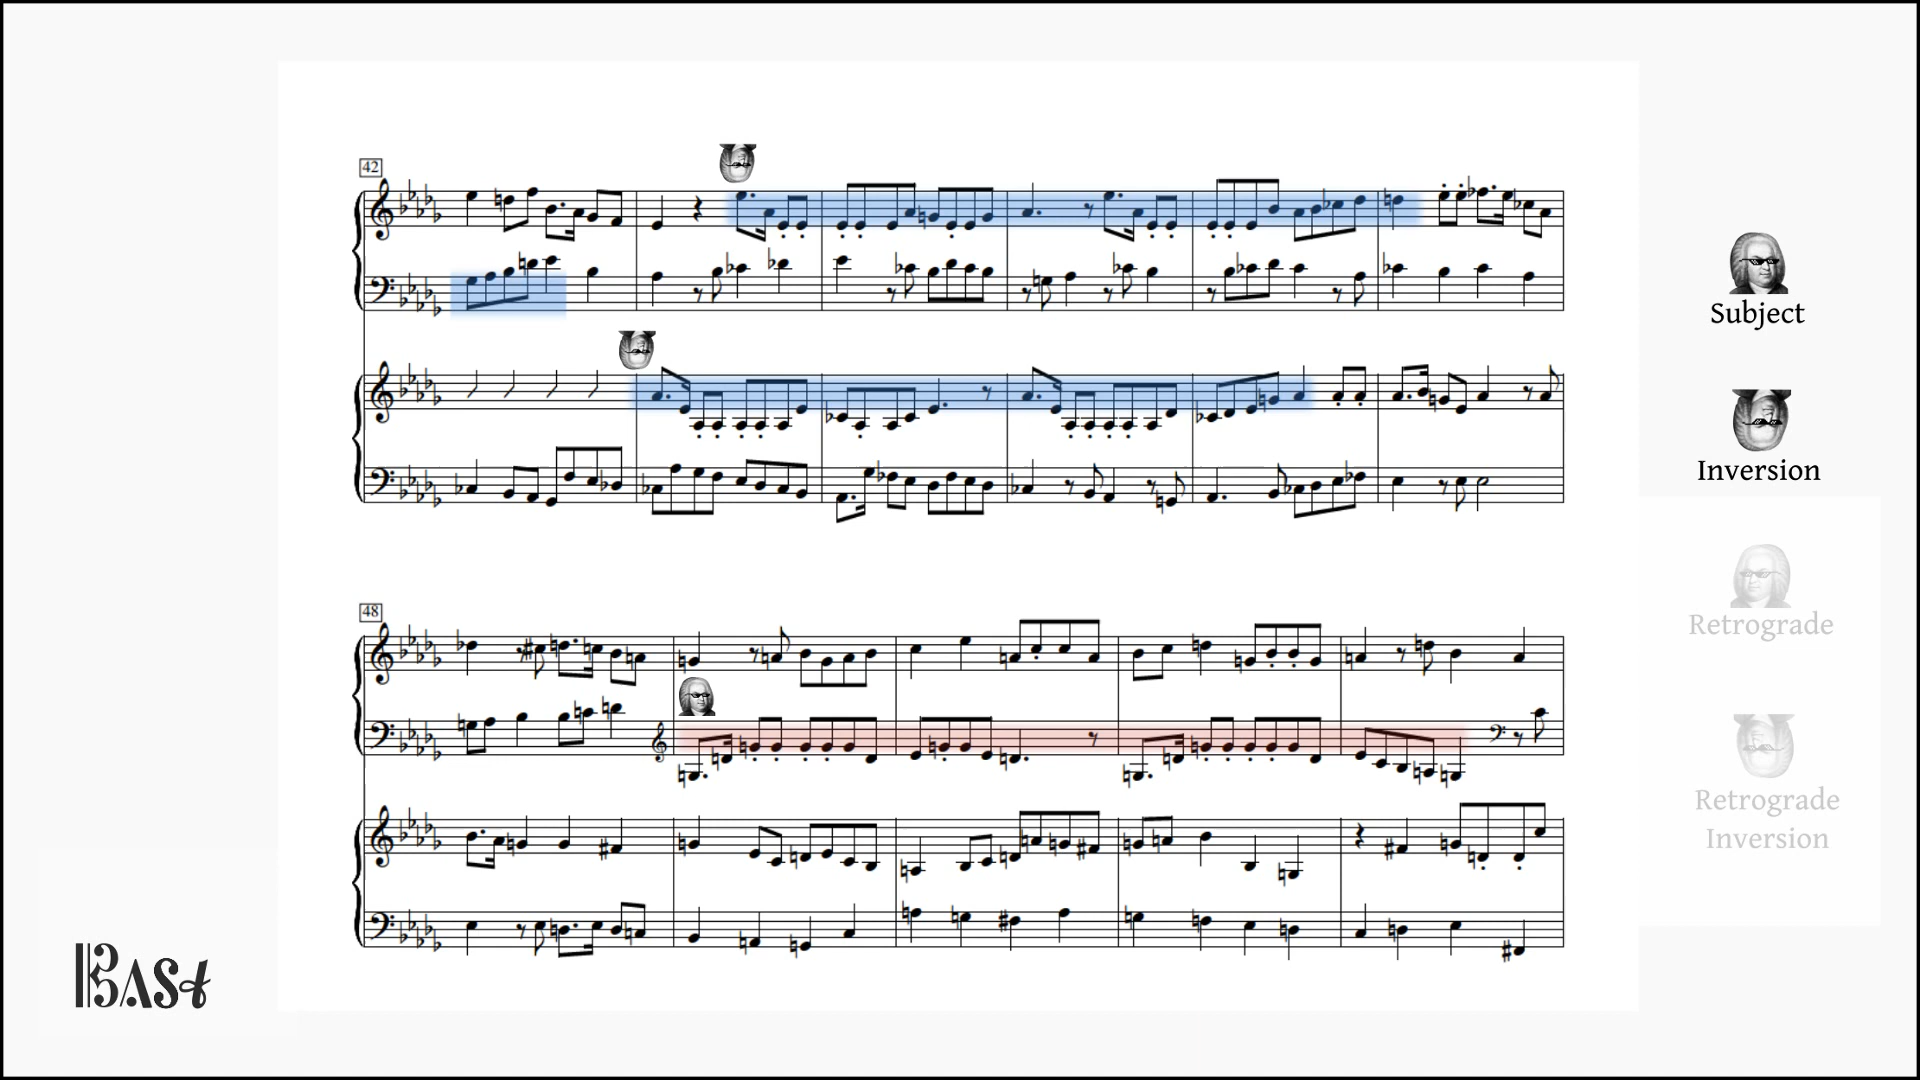 42
Subject
Inversion
48
Retrograde
Retrograde
Inversion
BASt